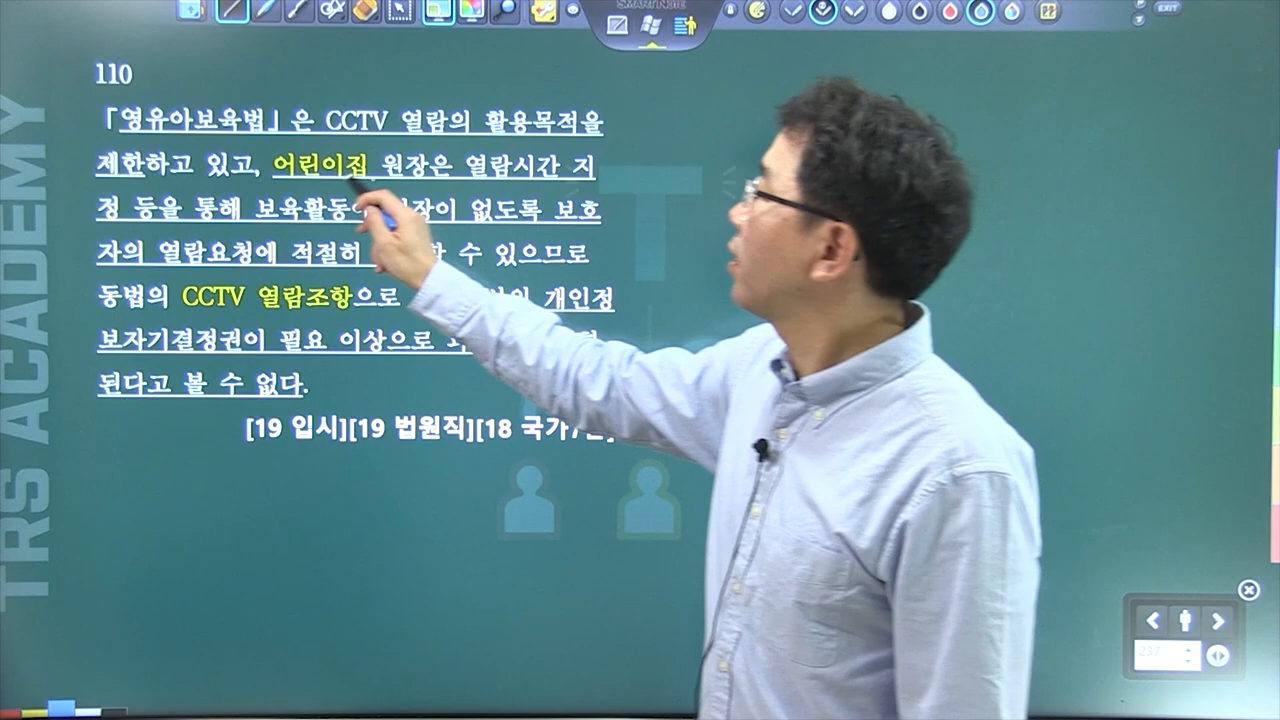 SMART NOTE
EXIT
110
「영유아보육법」은 CCTV 열람의 활용목적을
제한하고 있고, 어린이집 원장은 열람시간 지
정 등을 통해 보육활동에 장이 없도록 보호
자의 열람요청에 적절히 할 수 있으므로
동법의 CCTV 열람조항으로 개인정
보자기결정권이 필요 이상으로
된다고 볼 수 없다.
[19 입시][19 법원직][18 국가
TRS ACADEMY
237